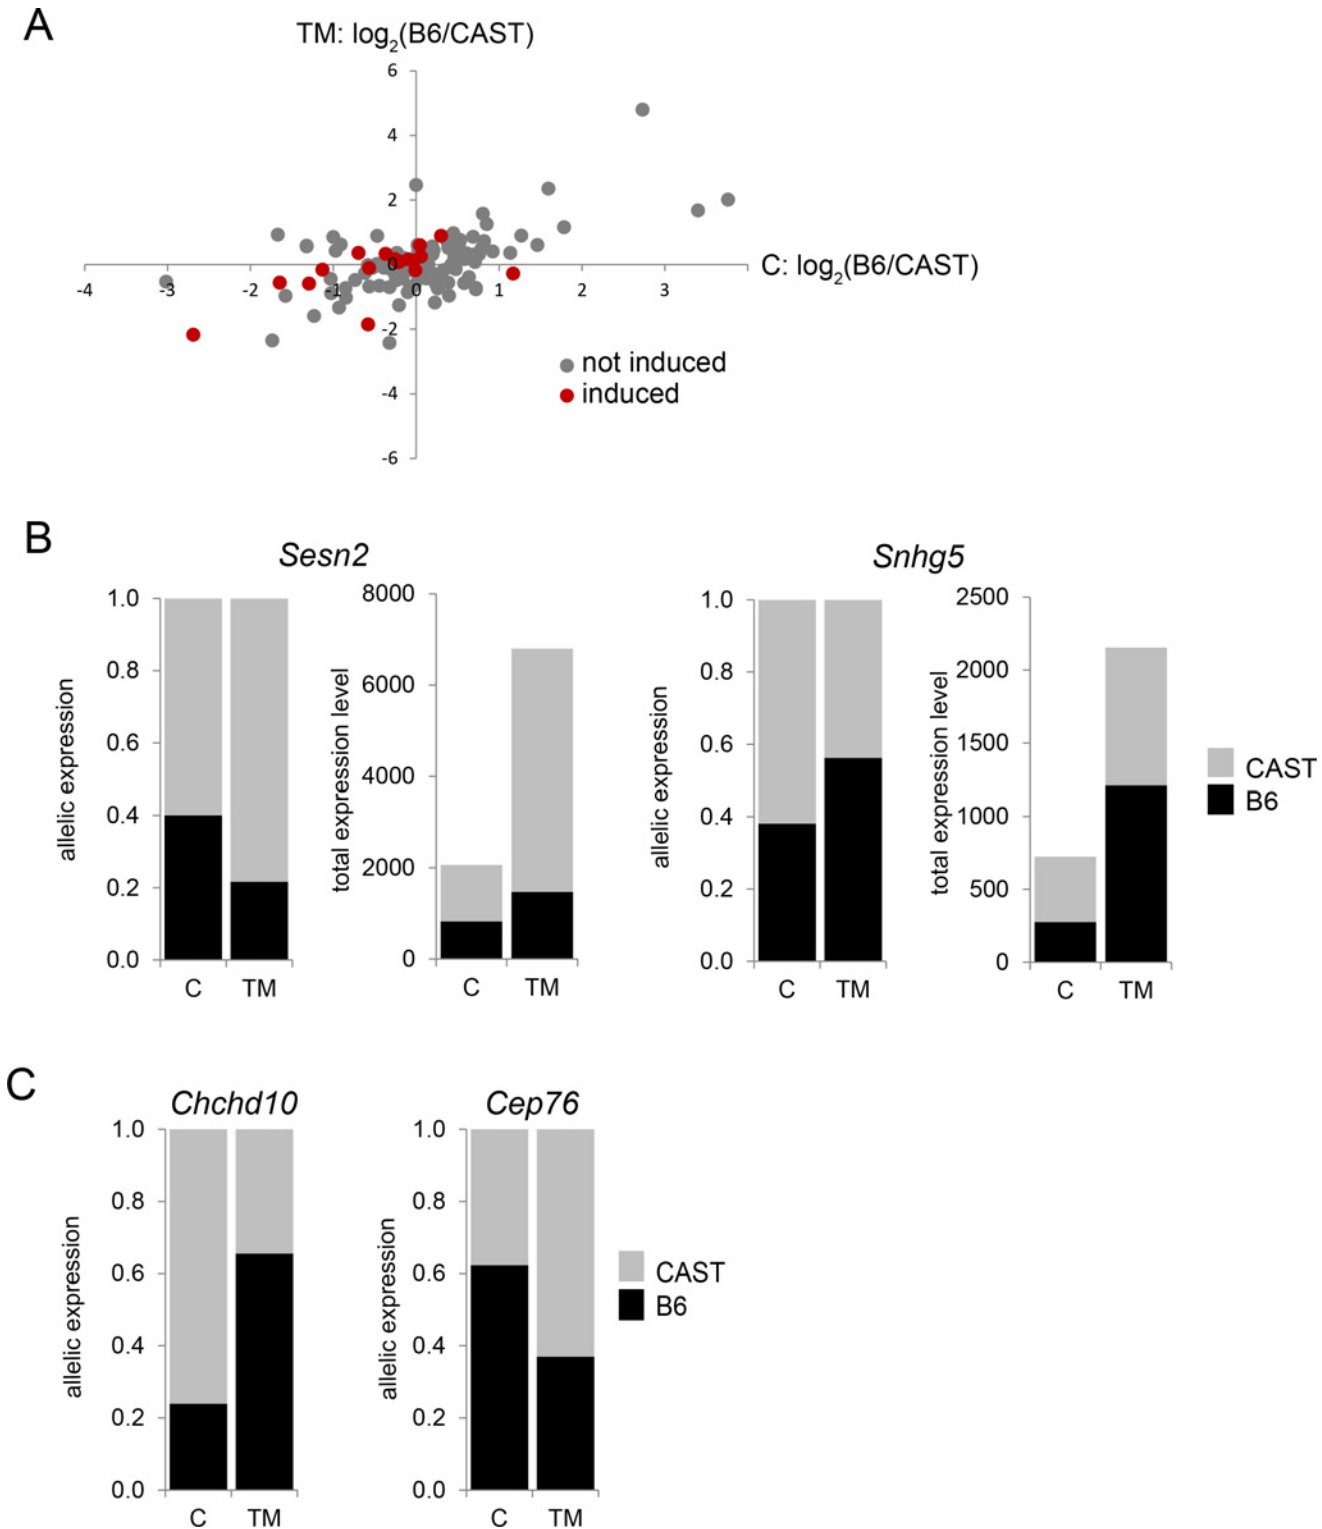 A
TM: log2(B6/CAST)
6
4
2
0
-2
-4
-6
-4
-3
-2
-1
0
1
2
3
C: log2(B6/CAST)
not induced
induced
B
Sesn2
Snhg5
allelic expression
1.0
0.8
0.6
0.4
0.2
0.0
C
TM
total expression level
8000
6000
4000
2000
0
C
TM
allelic expression
1.0
0.8
0.6
0.4
0.2
0.0
C
TM
total expression level
2500
2000
1500
1000
500
0
C
TM
CAST
B6
C
Chchd10
Cep76
allelic expression
1.0
0.8
0.6
0.4
0.2
0.0
C
TM
allelic expression
1.0
0.8
0.6
0.4
0.2
0.0
C
TM
CAST
B6